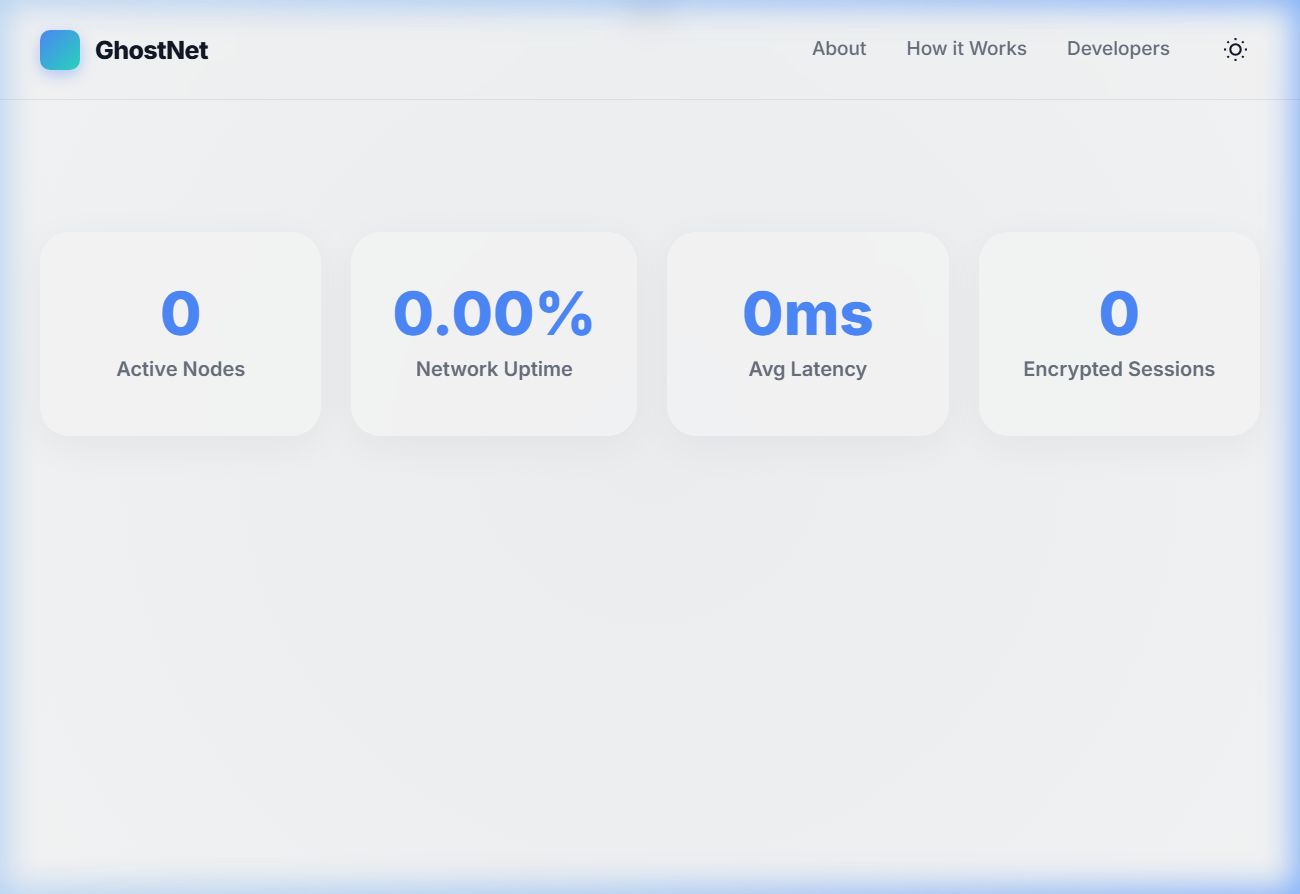 GhostNet
About
How it Works
Developers
0
Active Nodes
0.00%
Network Uptime
0ms
Avg Latency
0
Encrypted Sessions